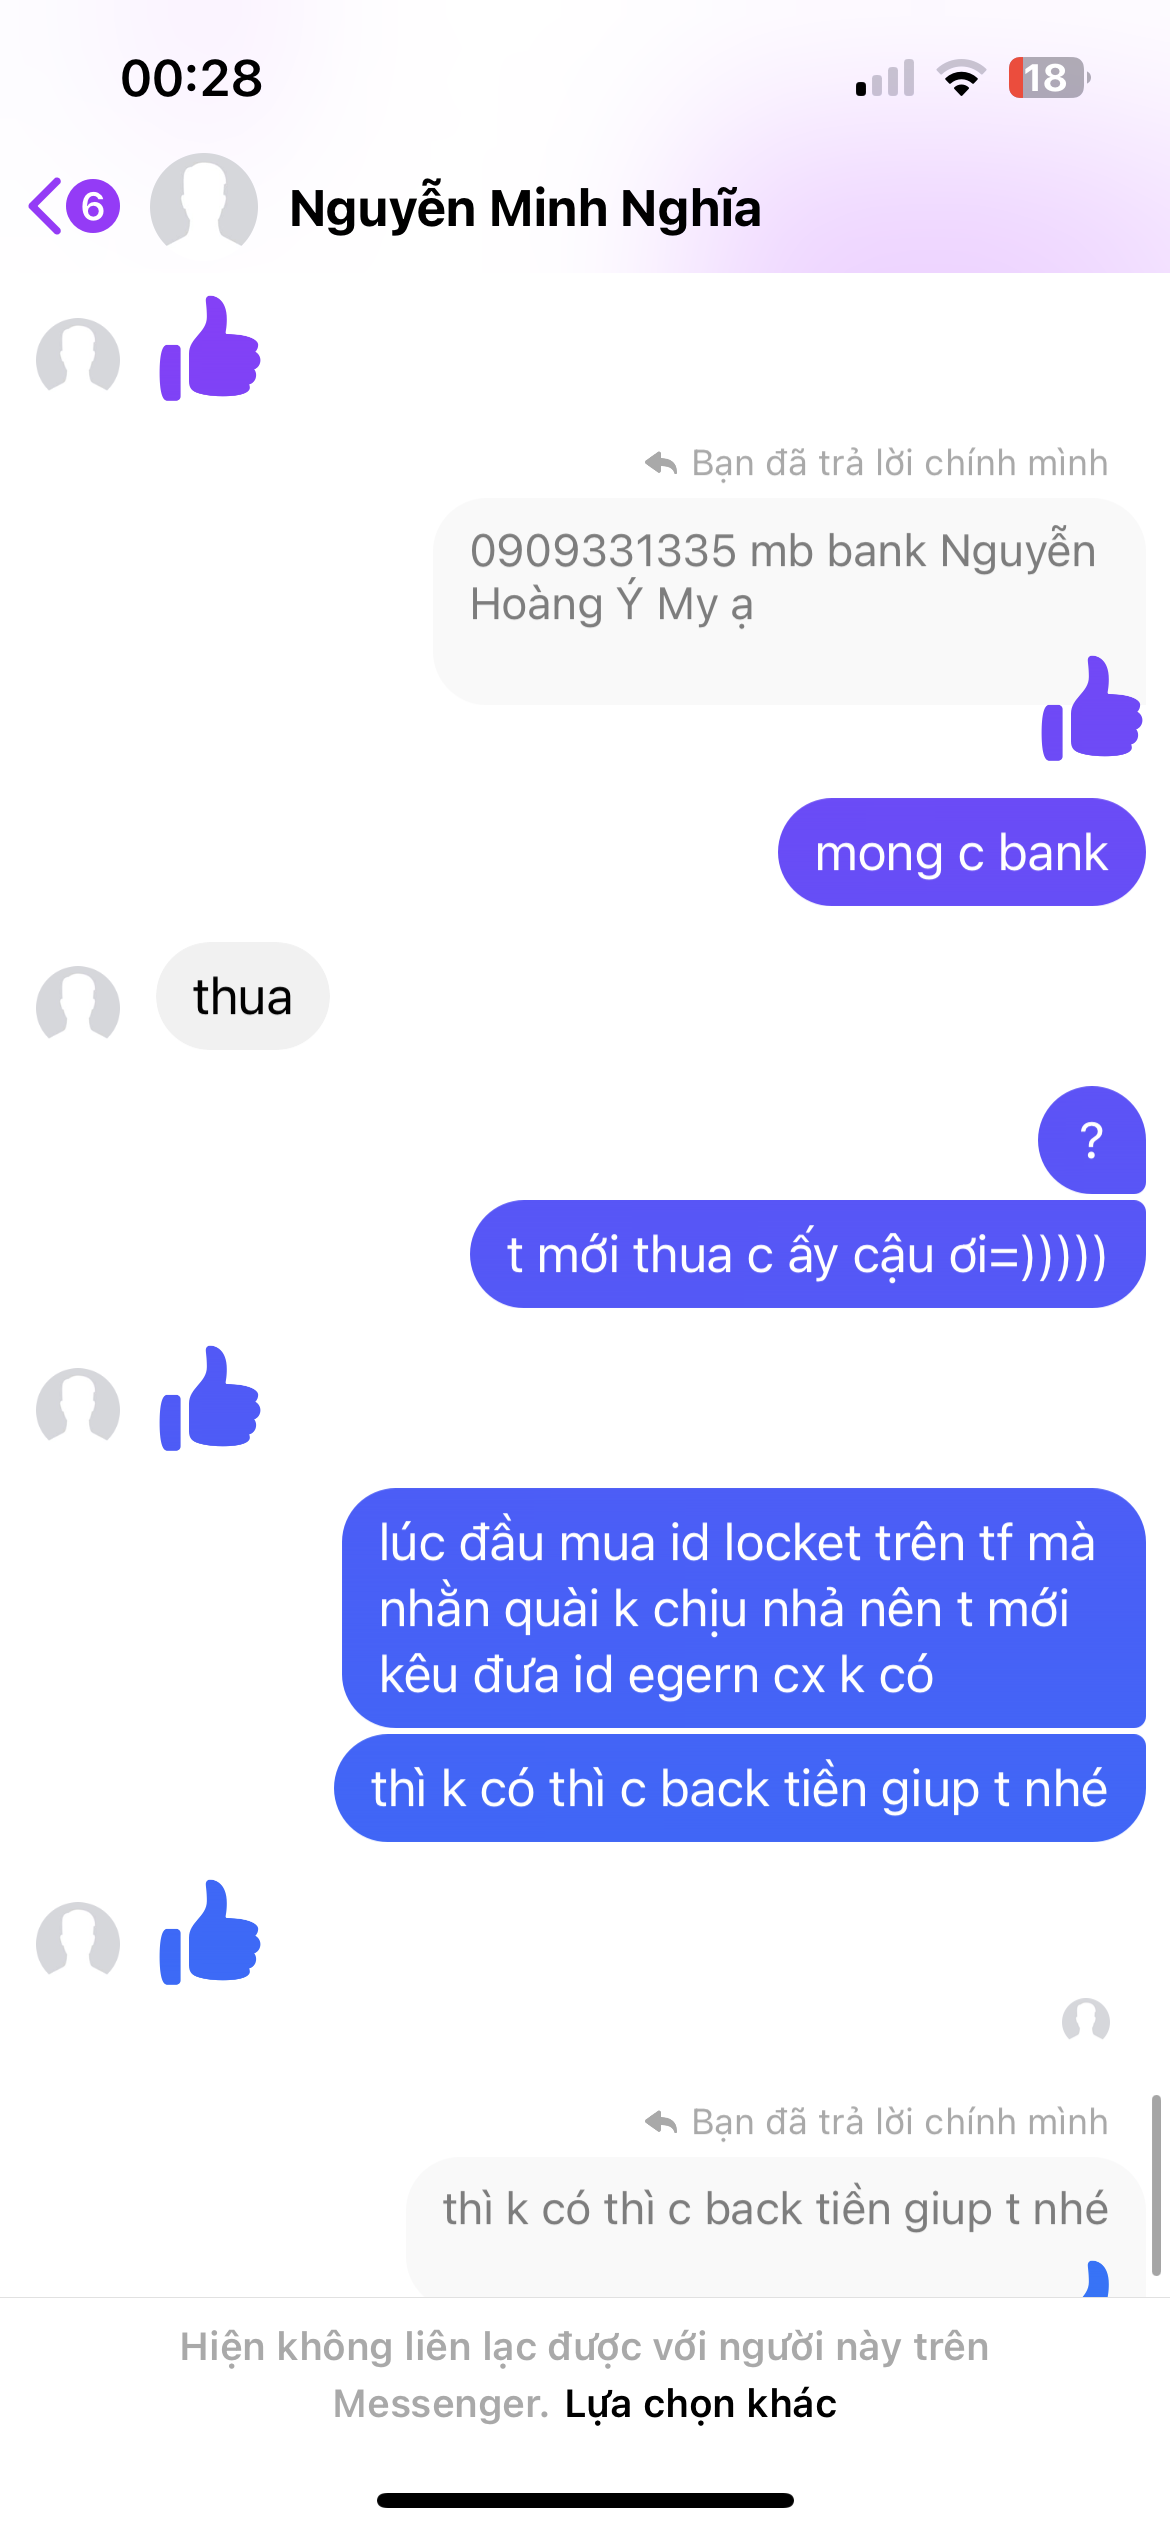 00:28
18
6
Nguyễn Minh Nghĩa
Bạn đã trả lời chính mình
0909331335 mb bank Nguyễn
Hoàng Ý My ạ
mong c bank
thua
?
t mới thua c ấy cậu ơi=)))))
lúc đầu mua id locket trên tf mà
nhằn quài k chịu nhả nên t mới
kêu đưa id egern cx k có
thì k có thì c back tiền giup t nhé
Bạn đã trả lời chính mình
thì k có thì c back tiền giup t nhé
Hiện không liên lạc được với người này trên
Messenger. Lựa chọn khác